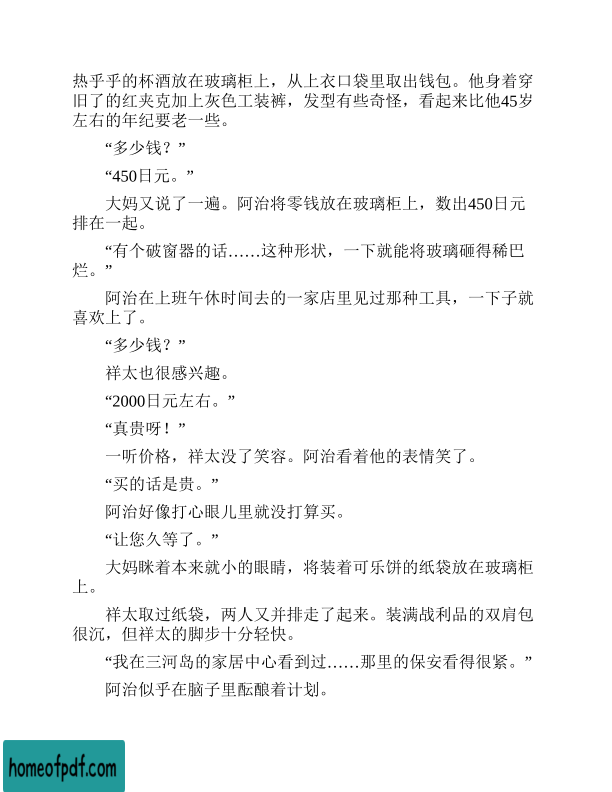 热乎乎的杯酒放在玻璃柜上，从上衣口袋里取出钱包。他身着穿
旧了的红夹克加上灰色工装裤，发型有些奇怪，看起来比他45岁
左右的年纪要老一些。
“多少钱？”
“450日元。”
大妈又说了一遍。阿治将零钱放在玻璃柜上，数出450日元
排在一起。
“有个破窗器的话……这种形状，一下就能将玻璃砸得稀巴
烂。”
阿治在上班午休时间去的一家店里见过那种工具，一下子就
喜欢上了。
“多少钱？”
祥太也很感兴趣。
“2000日元左右。”
“真贵呀！”
一听价格，祥太没了笑容。阿治看着他的表情笑了。
“买的话是贵。”
阿治好像打心眼儿里就没打算买。
“让您久等了。”
大妈眯着本来就小的眼睛，将装着可乐饼的纸袋放在玻璃柜
上。
祥太取过纸袋，两人又并排走了起来。装满战利品的双肩包
很沉，但祥太的脚步十分轻快。
“我在三河岛的家居中心看到过……那里的保安看得很紧。”
阿治似乎在脑子里酝酿着计划。
homeofpdf.com